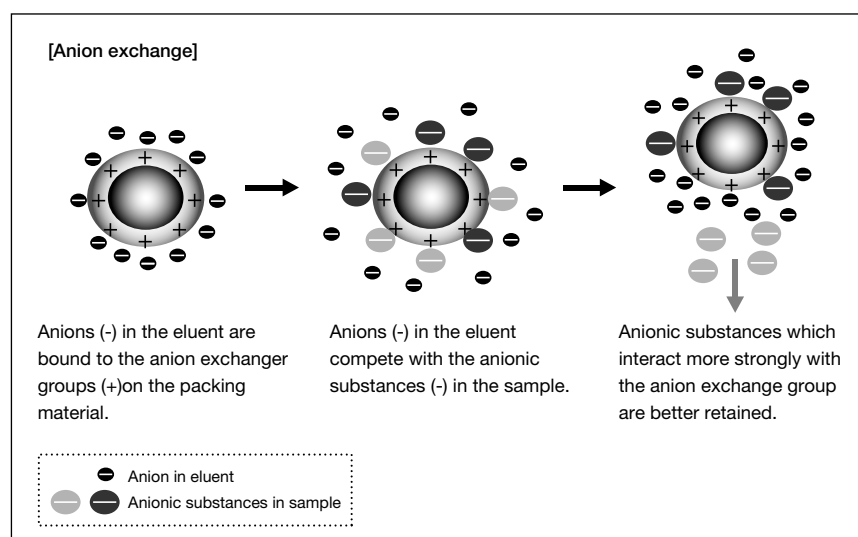 [Anion exchange]
Anions (-) in the eluent are
bound to the anion exchanger
groups (+)on the packing
material.
Anions (-) in the eluent
compete with the anionic
substances (-) in the sample.
Anionic substances which
interact more strongly with
the anion exchange group
are better retained.
Anion in eluent
Anionic substances in sample